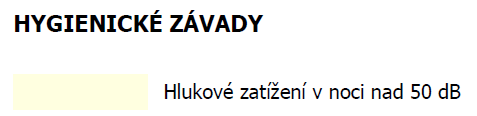 HYGIENICKÉ ZÁVADY
Hlukové zatížení v noci nad 50 dB